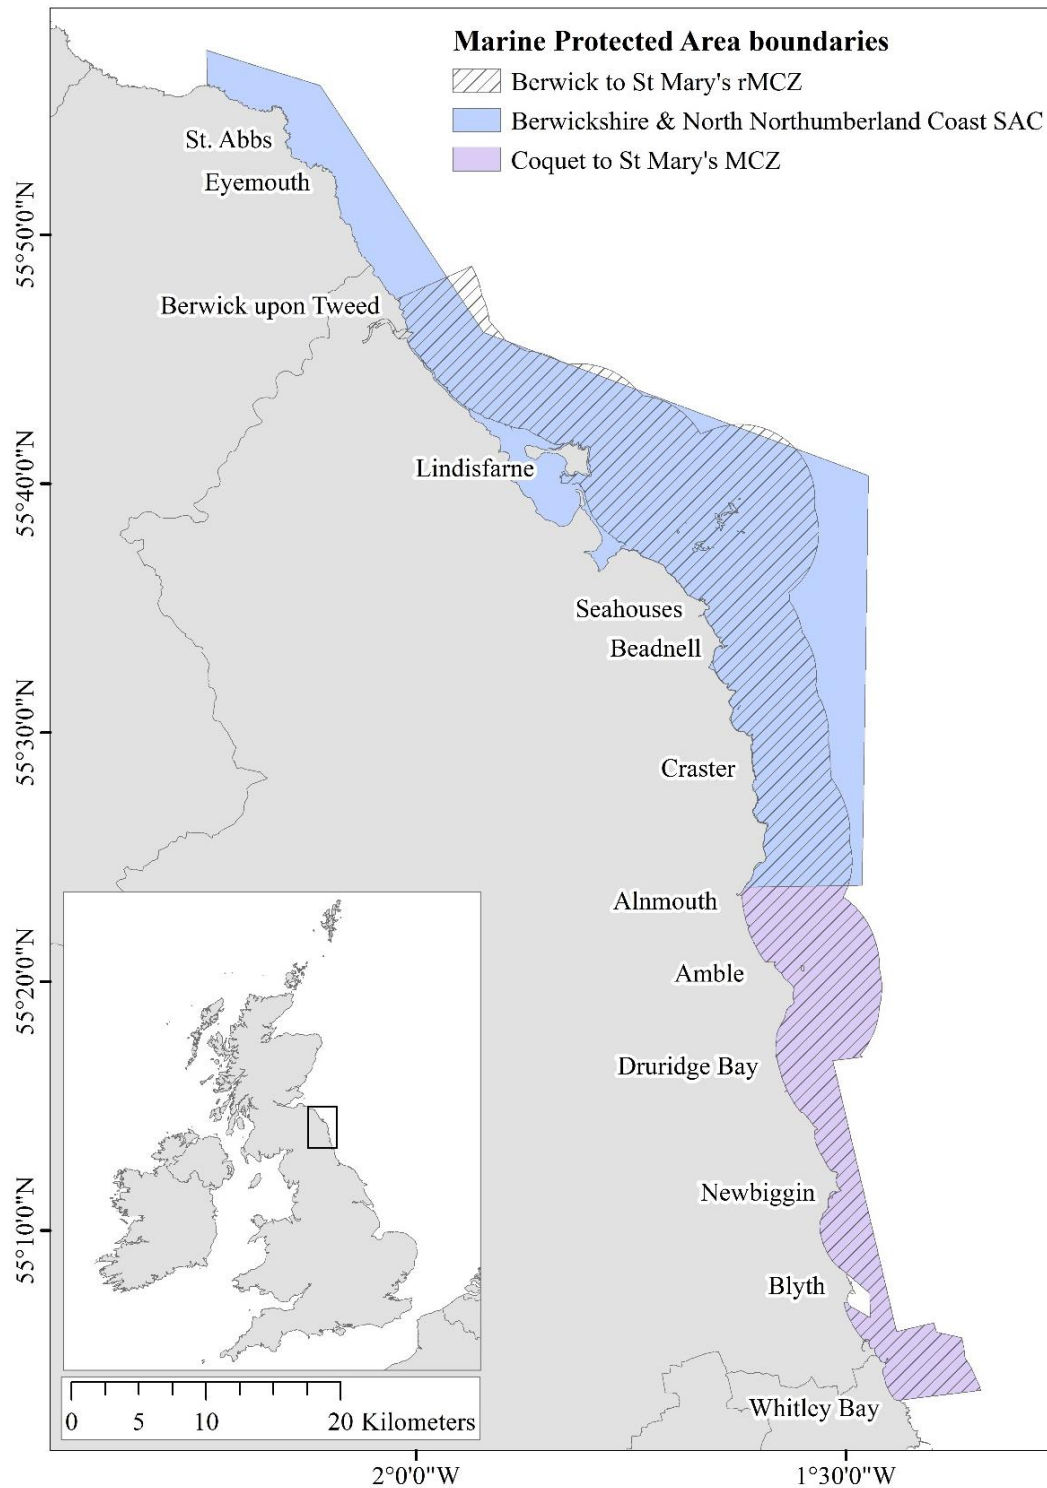 Marine Protected Area boundaries
Berwick to St Mary's rMCZ
Berwickshire & North Northumberland Coast SAC
Coquet to St Mary's MCZ
St. Abbs
Eyemouth
55°50'0"N
Berwick upon Tweed
Lindisfarne
55°40'0"N
Seahouses
Beadnell
55°30'0"N
Craster
Alnmouth
Amble
55°20'0"N
Druridge Bay
Newbiggin
55°10'0"N
Blyth
Whitley Bay
0 5 10 20 Kilometers
2°0'0"W 1°30'0"W